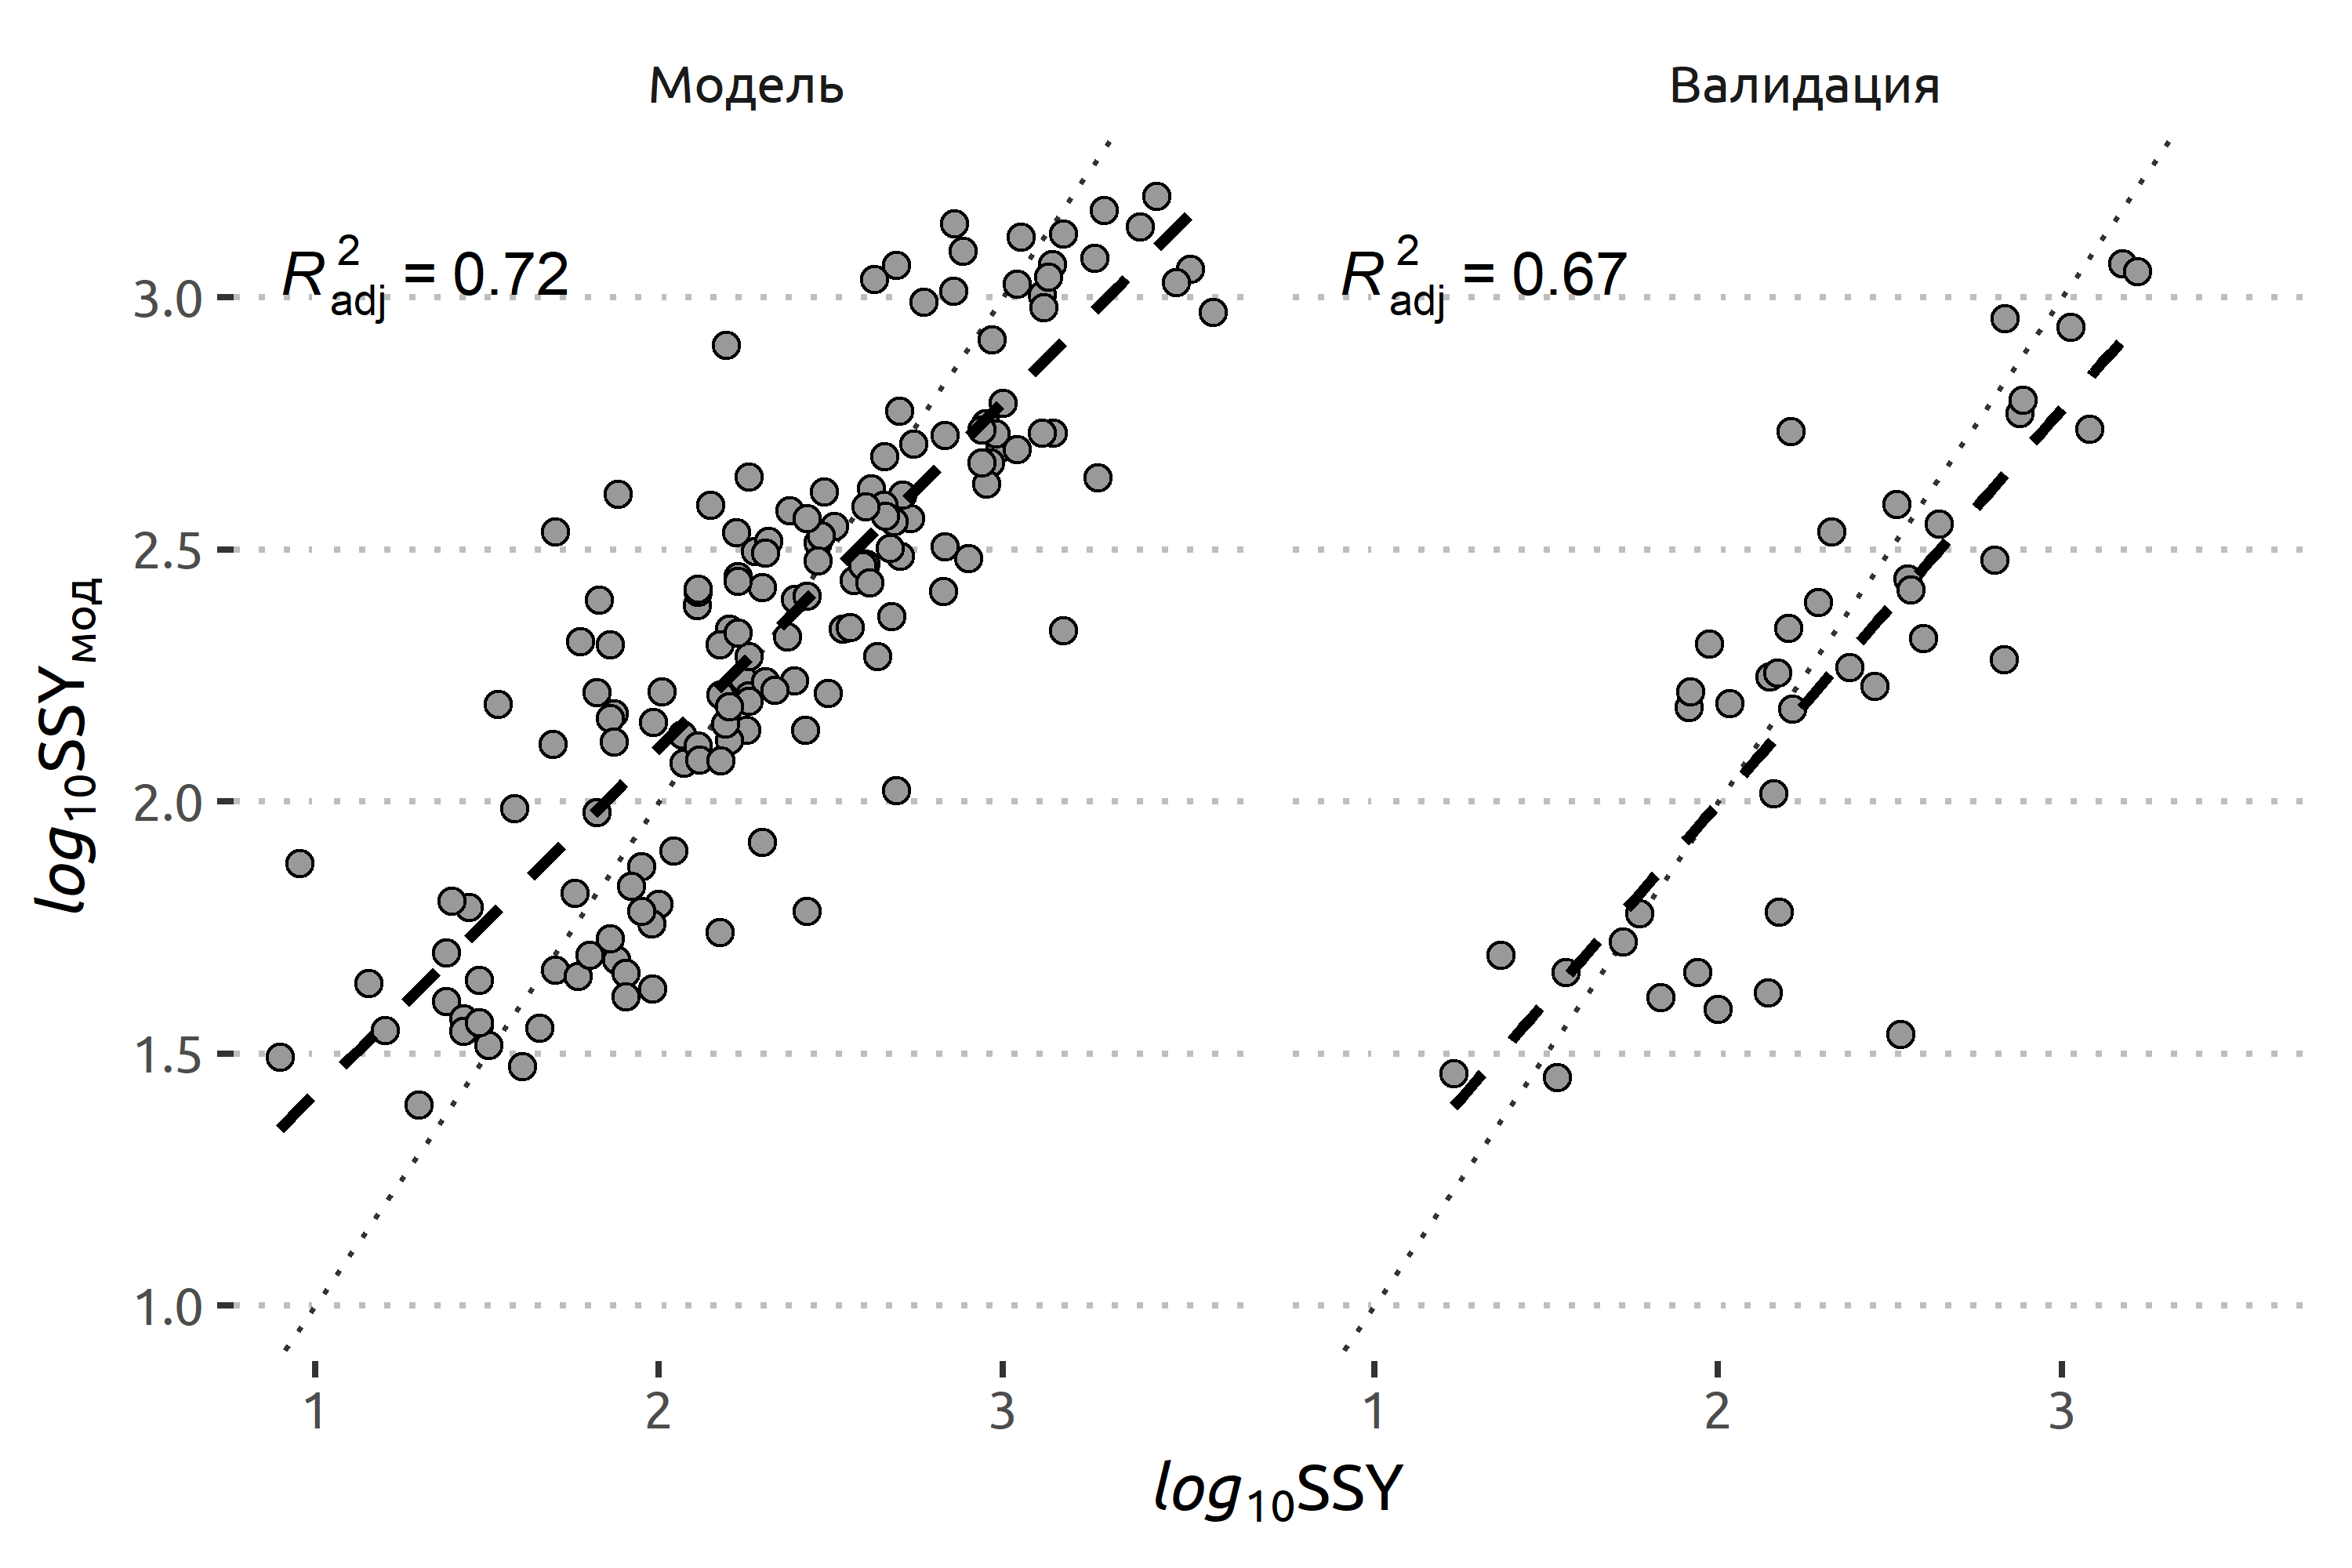 Модель
Валидация
R²adj = 0.72
R²adj = 0.67
3.0
2.5
2.0
1.5
1.0
log₁₀SSYмод
1 2 3
1 2 3
log₁₀SSY